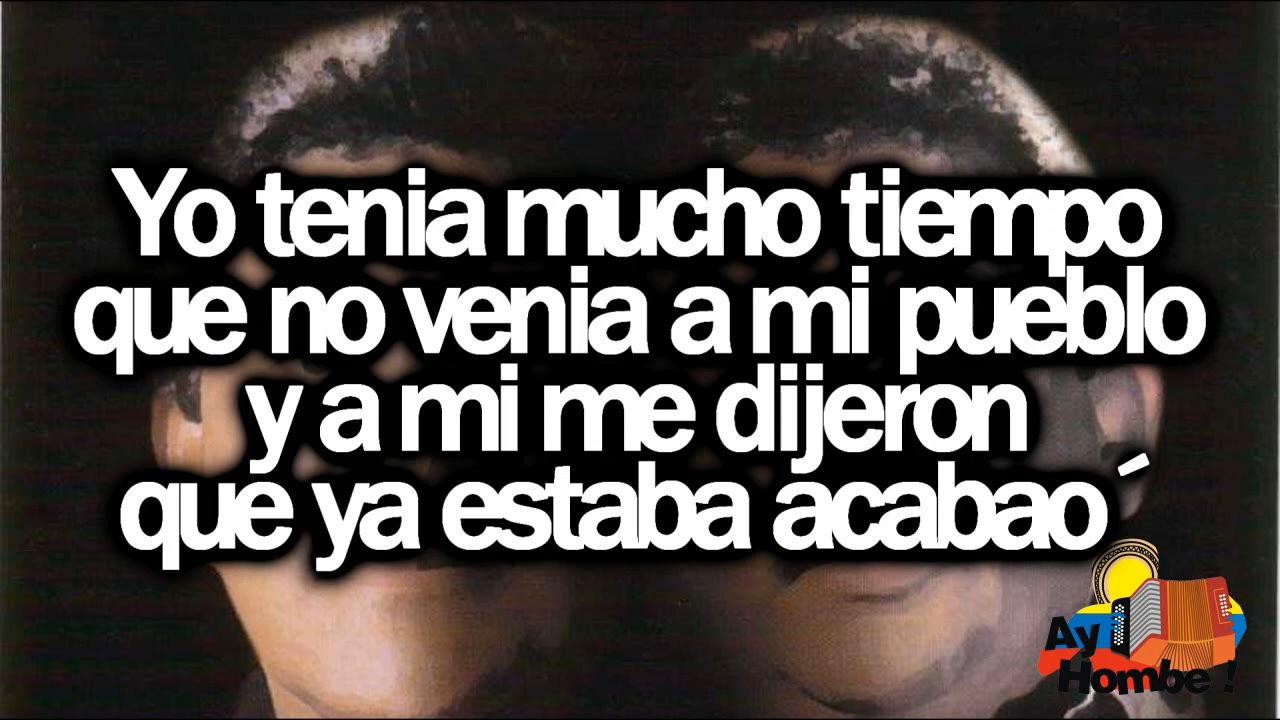 Yo tenia mucho tiempo
que no venia a mi pueblo
y a mi me dijeron
que ya estaba acabao´
Ay
Hombe !